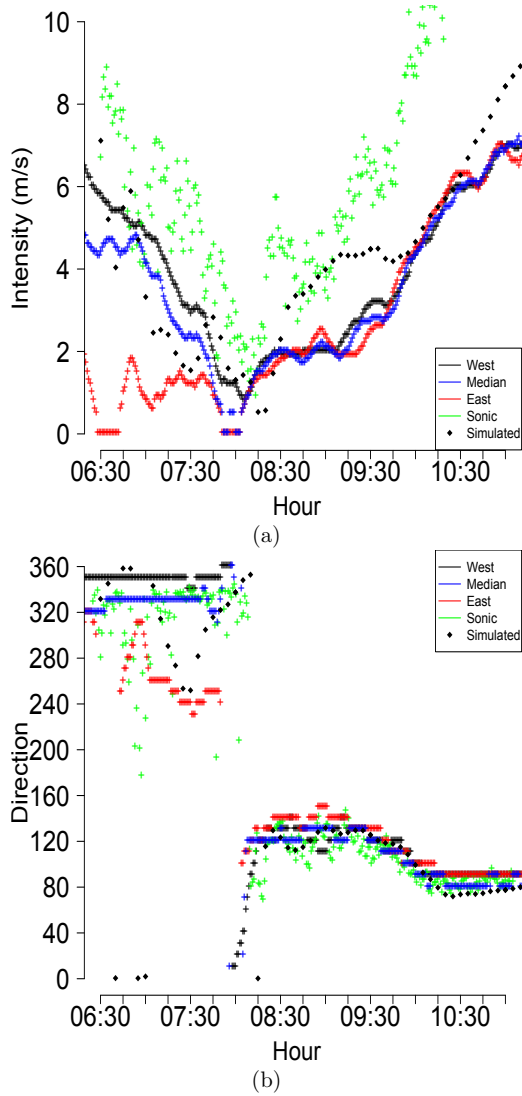 10
8
6
4
2
0
Intensity (m/s)
West
Median
East
Sonic
Simulated
06:30 07:30 08:30 09:30 10:30
Hour
(a)
360
320
280
240
200
160
120
80
40
0
Direction
West
Median
East
Sonic
Simulated
06:30 07:30 08:30 09:30 10:30
Hour
(b)